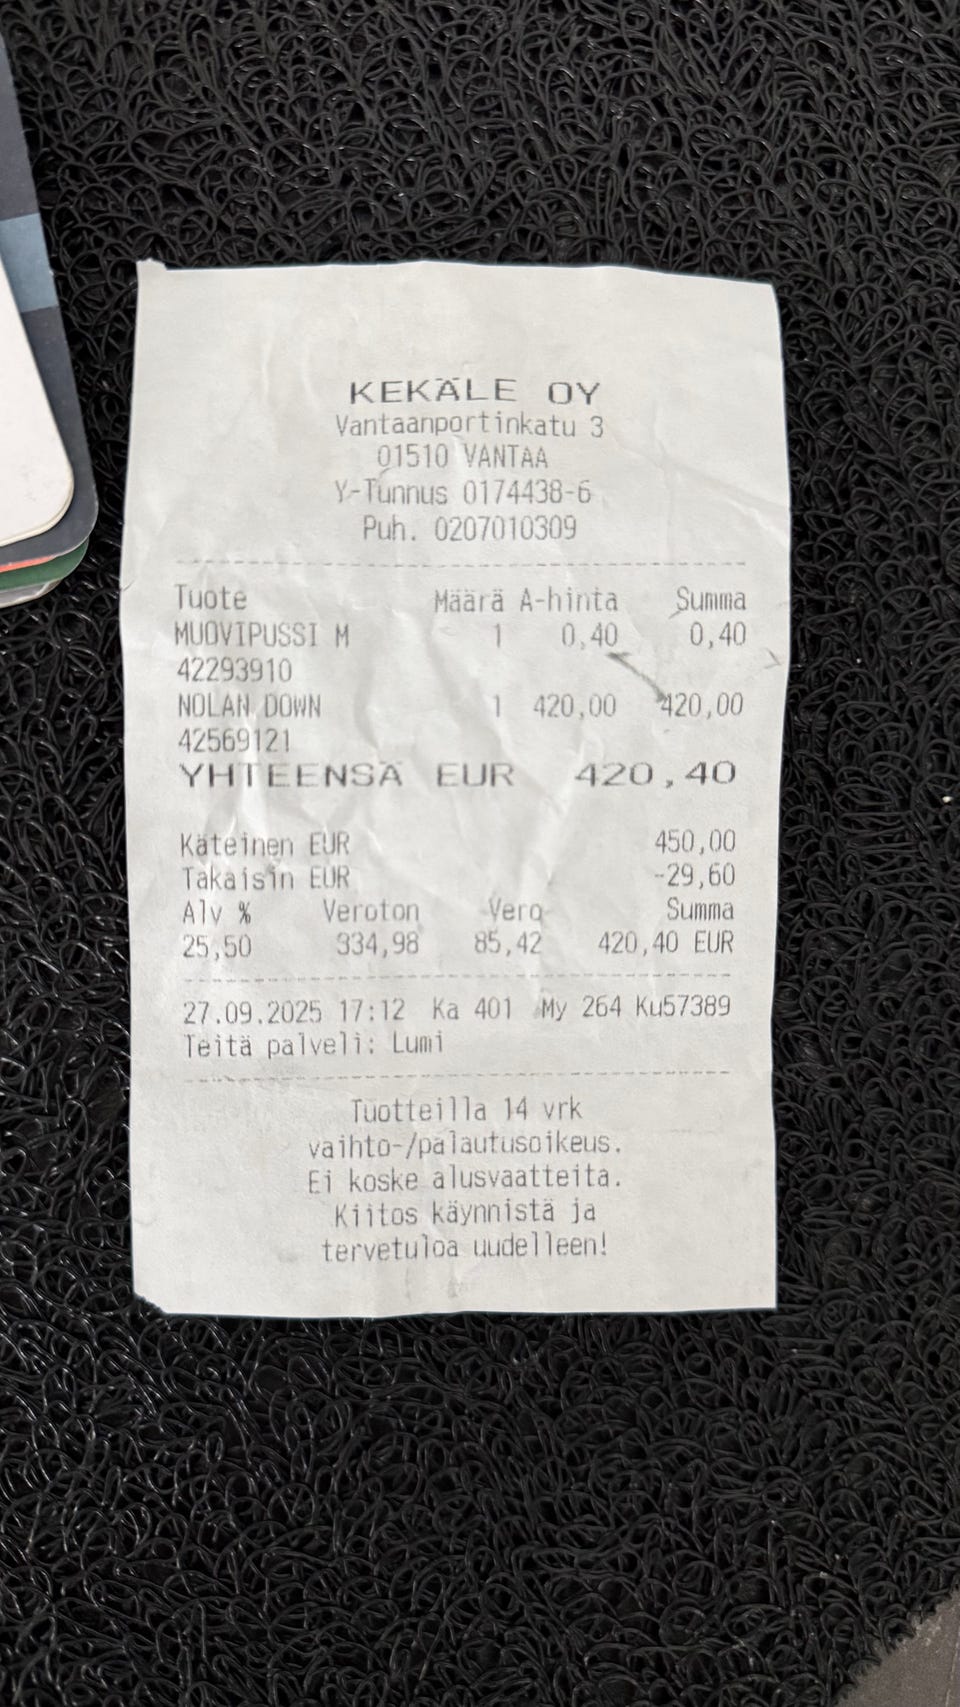 KEKÄLE OY
Vantaanportinkatu 3
01510 VANTAA
Y-Tunnus 0174438-6
Puh. 0207010309
Tuote Määrä A-hinta Summa
MUOVIPUSSI M 1 0,40 0,40
42293910
NOLAN DOWN 1 420,00 420,00
42569121
YHTEENSÄ EUR 420,40
Käteinen EUR 450,00
Takaisin EUR -29,60
Alv % Veroton Vero Summa
25,50 334,98 85,42 420,40 EUR
27.09.2025 17:12 Ka 401 My 264 Ku57389
Teitä palveli: Lumi
Tuotteilla 14 vrk
vaihto-/palautusoikeus.
Ei koske alusvaatteita.
Kiitos käynnistä ja
tervetuloa uudelleen!